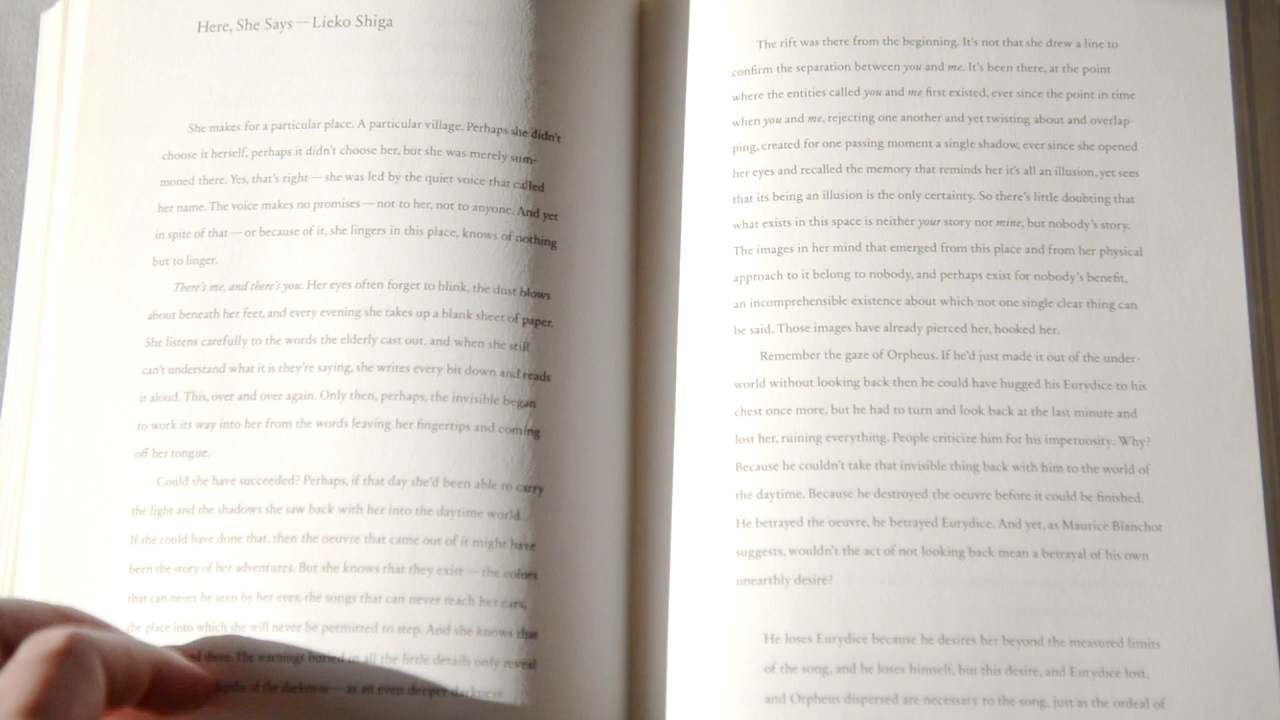 Here, She Says — Lieko Shiga
She makes for a particular place. A particular village. Perhaps she didn't
choose it herself, perhaps it didn't choose her, but she was merely sum-
moned there. Yes, that's right — she was led by the quiet voice that called
her name. The voice makes no promises — not to her, not to anyone. And yet
in spite of that — or because of it, she lingers in this place, knows of nothing
but to linger.
There's me, and there's you. Her eyes often forget to blink, the dust blows
about beneath her feet, and every evening she takes up a blank sheet of paper.
She listens carefully to the words the elderly cast out, and when she still
can't understand what it is they're saying, she writes every bit down and reads
it aloud. This, over and over again. Only then, perhaps, the invisible began
to work its way into her from the words leaving her fingertips and coming
off her tongue.
Could she have succeeded? Perhaps, if that day she'd been able to carry
the light and the shadows she saw back with her into the daytime world.
If she could have done that, then the oeuvre that came out of it might have
been the story of her adventures. But she knows that they exist — the colors
that can never be seen by her eyes, the songs that can never reach her ears,
the place into which she will never be permitted to step. And she knows that
them. The warnings buried in all the little details only reveal
depths of the darkness — as an even deeper darkness.
The rift was there from the beginning. It's not that she drew a line to
confirm the separation between you and me. It's been there, at the point
where the entities called you and me first existed, ever since the point in time
when you and me, rejecting one another and yet twisting about and overlap-
ping, created for one passing moment a single shadow, ever since she opened
her eyes and recalled the memory that reminds her it's all an illusion, yet sees
that its being an illusion is the only certainty. So there's little doubting that
what exists in this space is neither your story nor mine, but nobody's story.
The images in her mind that emerged from this place and from her physical
approach to it belong to nobody, and perhaps exist for nobody's benefit,
an incomprehensible existence about which not one single clear thing can
be said. Those images have already pierced her, hooked her.
Remember the gaze of Orpheus. If he'd just made it out of the under-
world without looking back then he could have hugged his Eurydice to his
chest once more, but he had to turn and look back at the last minute and
lost her, ruining everything. People criticize him for his impetuosity. Why?
Because he couldn't take that invisible thing back with him to the world of
the daytime. Because he destroyed the oeuvre before it could be finished.
He betrayed the oeuvre, he betrayed Eurydice. And yet, as Maurice Blanchot
suggests, wouldn't the act of not looking back mean a betrayal of his own
unearthly desire?
He loses Eurydice because he desires her beyond the measured limits
of the song, and he loses himself, but this desire, and Eurydice lost,
and Orpheus dispersed are necessary to the song, just as the ordeal of